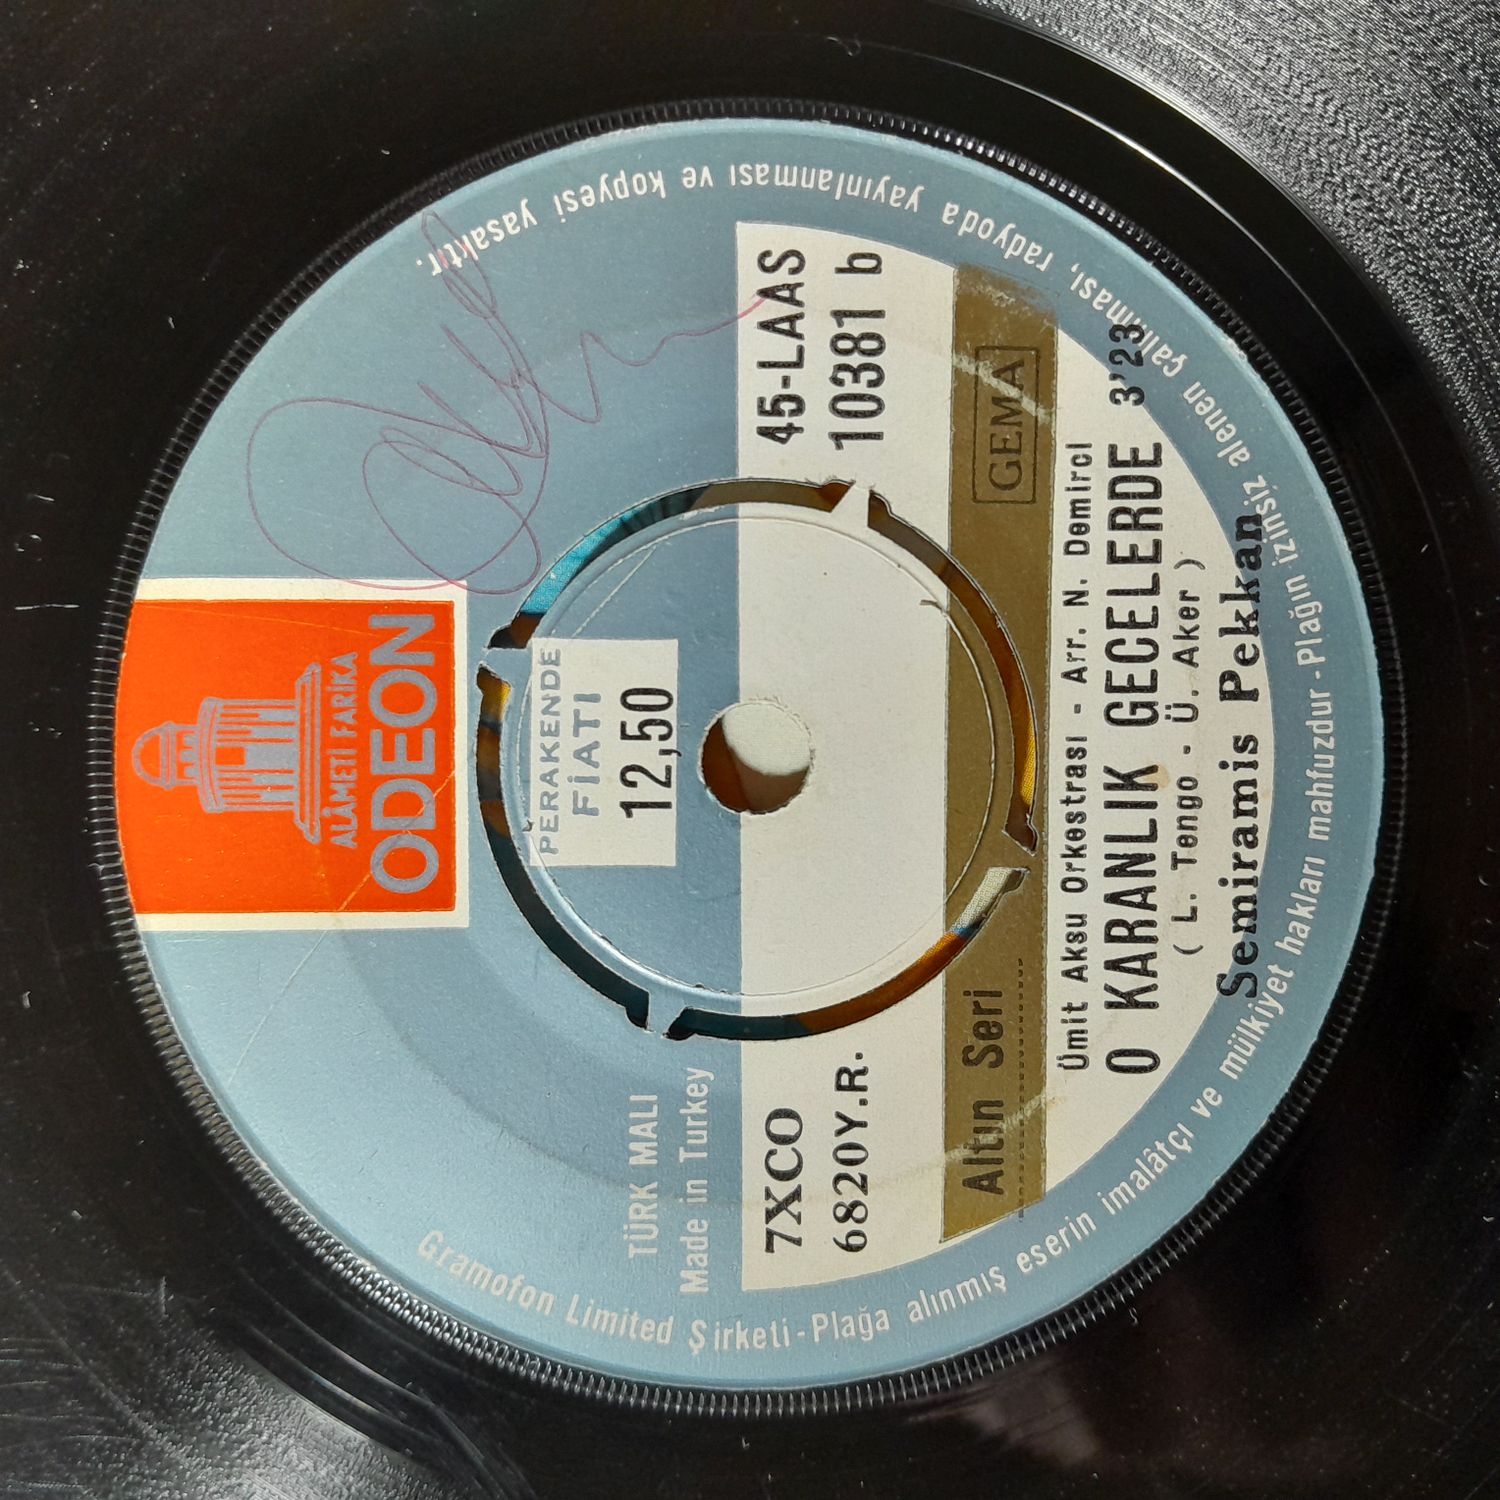 ALÂMETİ FARİKA
ODEON
PERAKENDE
FİATI
12,50
TÜRK MALI
Made in Turkey
7XCO
6820Y.R.
45-LAAS
10381 b
Altın Seri
GEMA
Ümit Aksu Orkestrası - Arr. N. Demirci
O KARANLIK GECELERDE 3'23
( L. Tengo - Ü. Aker )
Semiramis Pekkan
Gramofon Limited Şirketi - Plağa alınmış eserin imalâtçı ve mülkiyet hakları mahfuzdur - Plağın izinsiz alenen çalınması, radyoda yayınlanması ve kopyesi yasaktır.